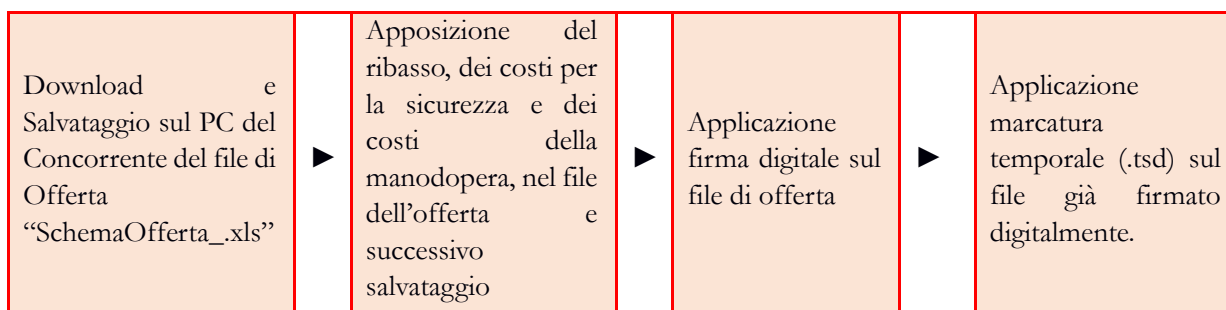 Download e
Salvataggio sul PC del
Concorrente del file di
Offerta
“SchemaOfferta_.xls”
►
Apposizione del
ribasso, dei costi per
la sicurezza e dei
costi della
manodopera, nel file
dell’offerta e
successivo
salvataggio
►
Applicazione
firma digitale sul
file di offerta
►
Applicazione
marcatura
temporale (.tsd) sul
file già firmato
digitalmente.